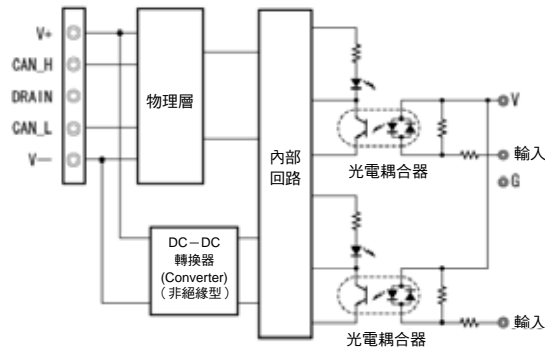 V+
CAN_H
DRAIN
CAN_L
V—
物理層
DC－DC
轉換器
(Converter)
（非絕緣型）
內部
回路
光電耦合器
V
輸入
G
光電耦合器
輸入